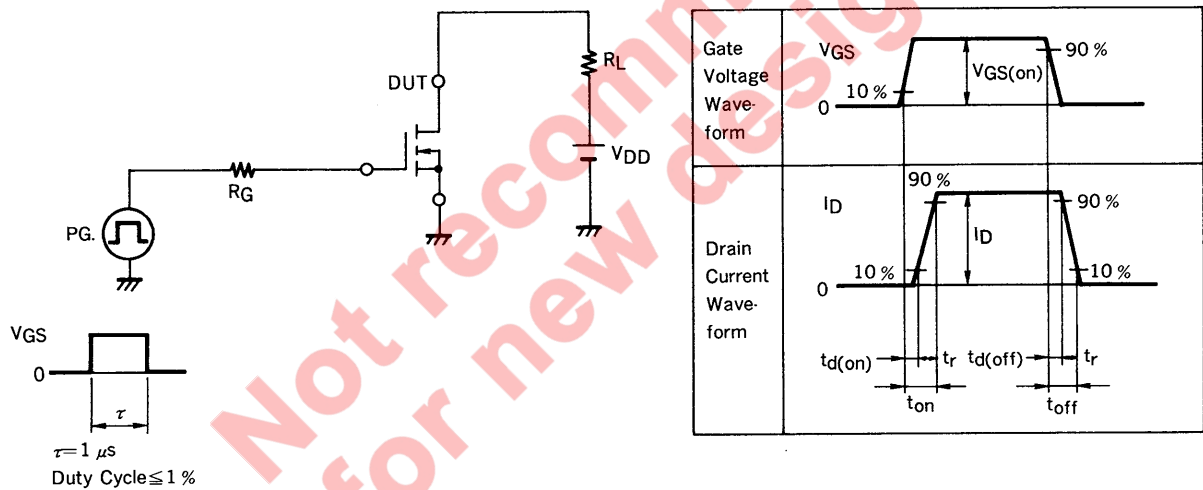 DUT
RL
VDD
RG
PG.
VGS
0
τ
τ=1 μs
Duty Cycle≦1 %
Gate
Voltage
Wave-
form
VGS
10 %
0
VGS(on)
90 %
Drain
Current
Wave-
form
ID
90 %
10 %
0
ID
90 %
10 %
td(on)
tr
td(off)
tr
ton
toff
Not recomm
for new desig